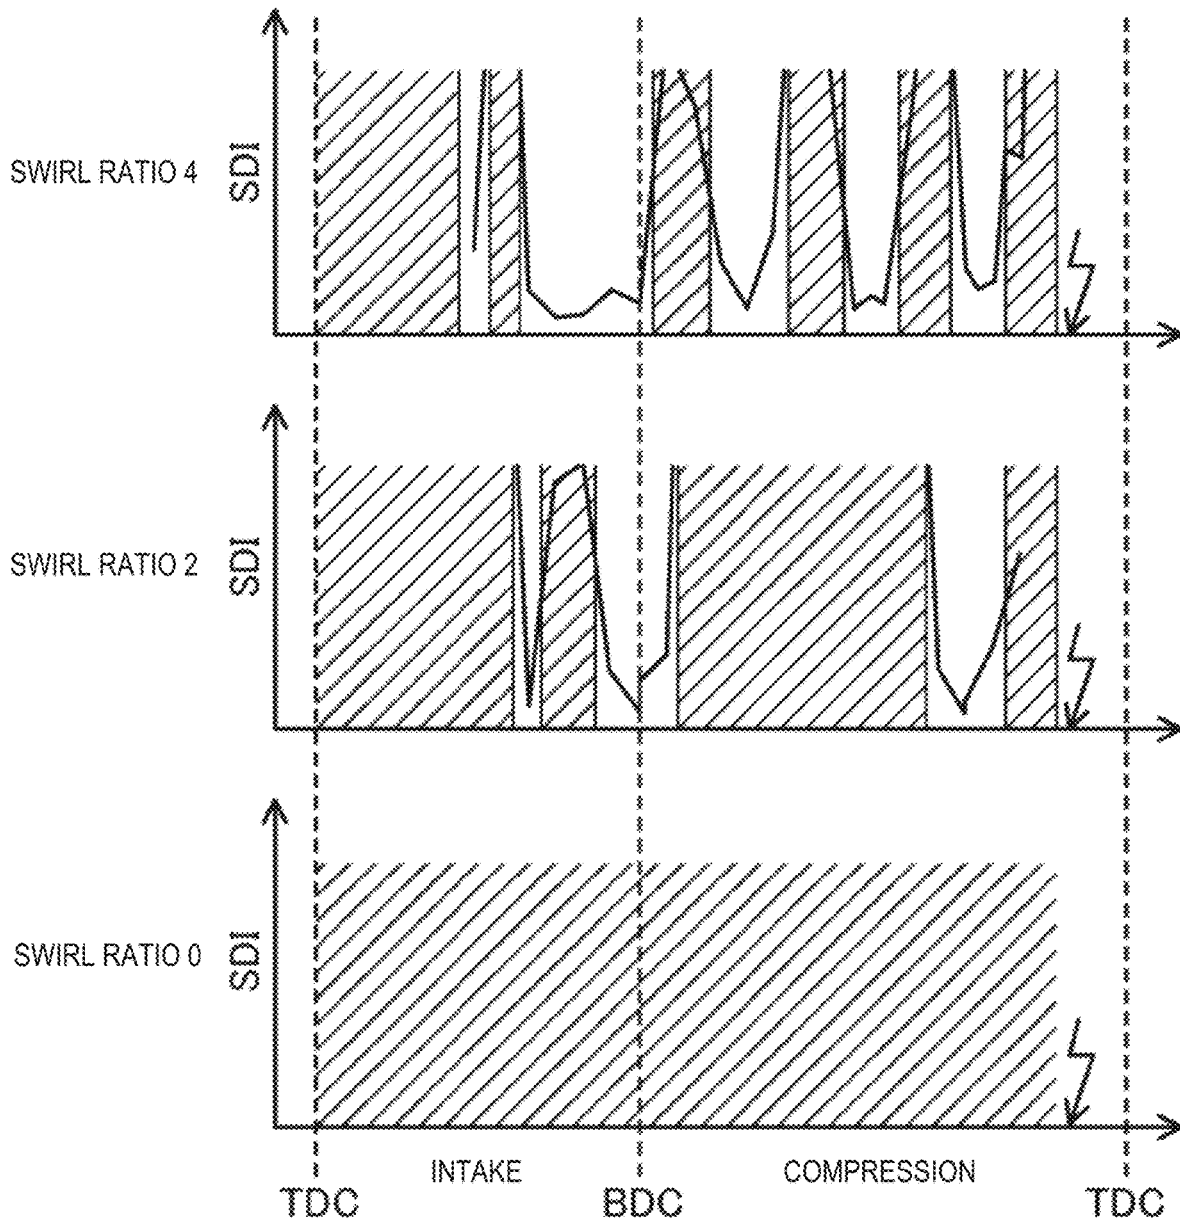 SWIRL RATIO 4
SDI
SWIRL RATIO 2
SDI
SWIRL RATIO 0
SDI
INTAKE
COMPRESSION
TDC
BDC
TDC